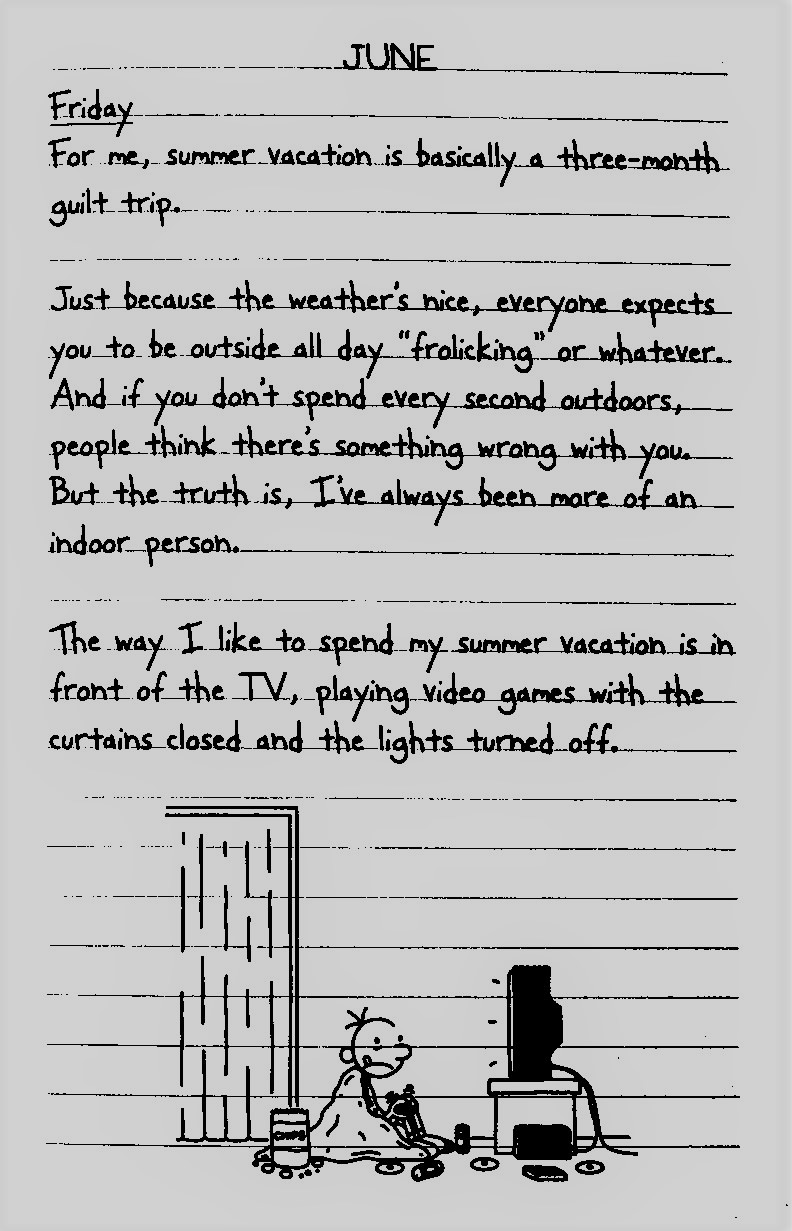 JUNE
Friday
For me, summer vacation is basically a three-month
guilt trip.
Just because the weather's nice, everyone expects
you to be outside all day "frolicking" or whatever.
And if you don't spend every second outdoors,
people think there's something wrong with you.
But the truth is, I've always been more of an
indoor person.
The way I like to spend my summer vacation is in
front of the TV, playing video games with the
curtains closed and the lights turned off.
CHIPS